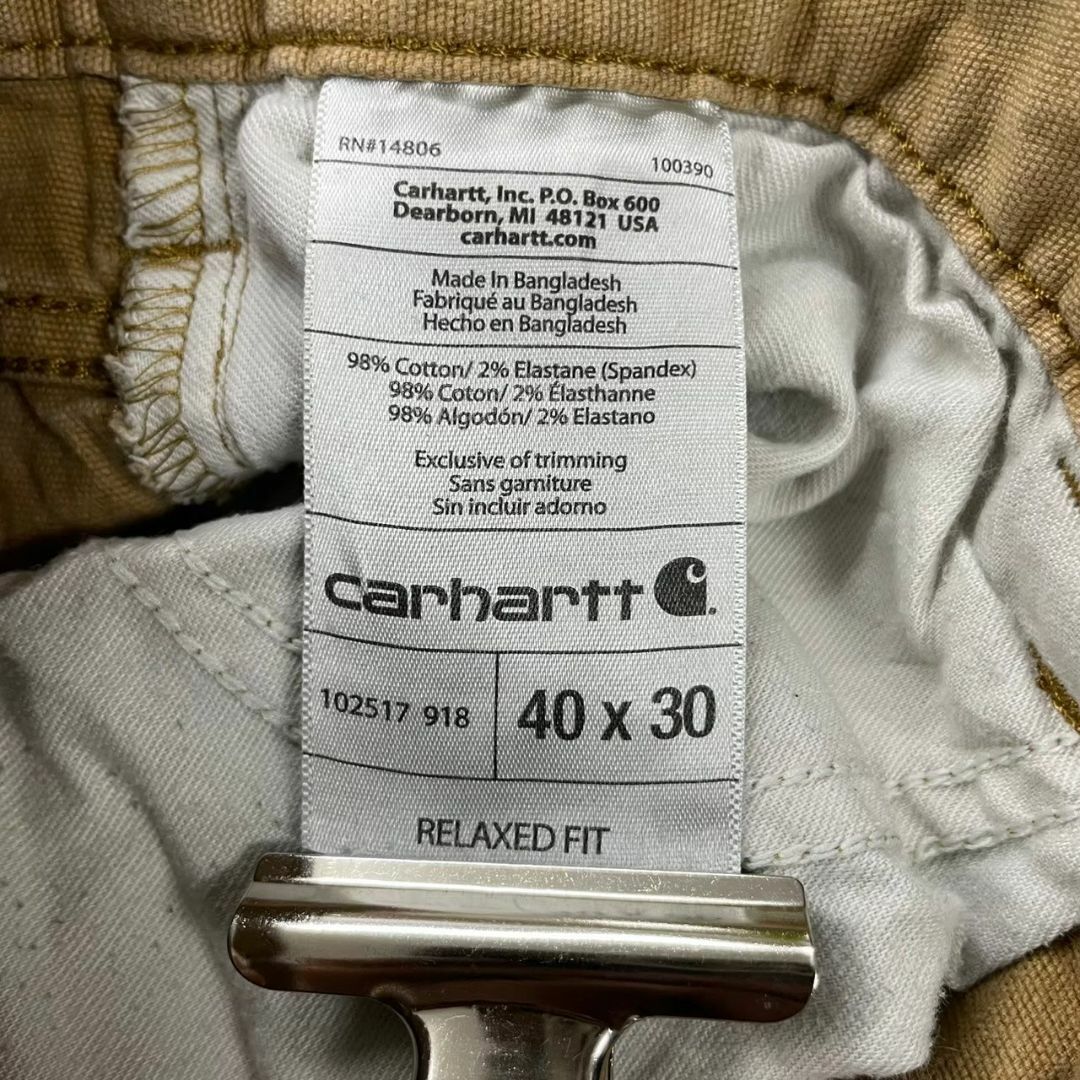 RN#14806
100390
Carhartt, Inc. P.O. Box 600
Dearborn, MI 48121 USA
carhartt.com
Made In Bangladesh
Fabriqué au Bangladesh
Hecho en Bangladesh
98% Cotton/ 2% Elastane (Spandex)
98% Coton/ 2% Élasthanne
98% Algodón/ 2% Elastano
Exclusive of trimming
Sans garniture
Sin incluir adorno
carhartt
102517 918
40 x 30
RELAXED FIT